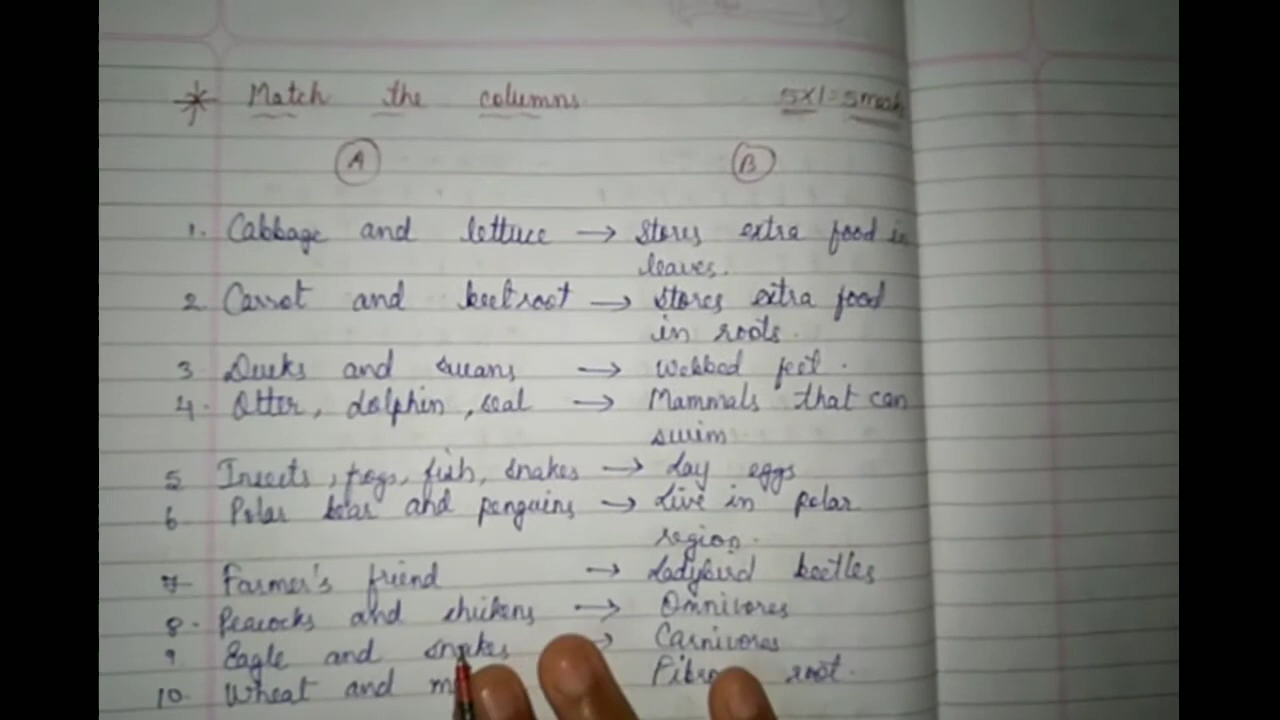 * Match the columns 5x1=5 mark
A B
1. Cabbage and lettuce → Stores extra food in
leaves.
2 Carrot and beetroot → Stores extra food
in roots.
3 Ducks and swans → Webbed feet.
4. Otter, dolphin, seal → Mammals that can
swim
5 Insects, frogs, fish, snakes → Lay eggs
6 Polar bear and penguins → Live in polar
region.
7 Farmer's friend → Ladybird beetles
8. Peacocks and chickens → Omnivores
9 Eagle and snakes → Carnivores
10. Wheat and root.